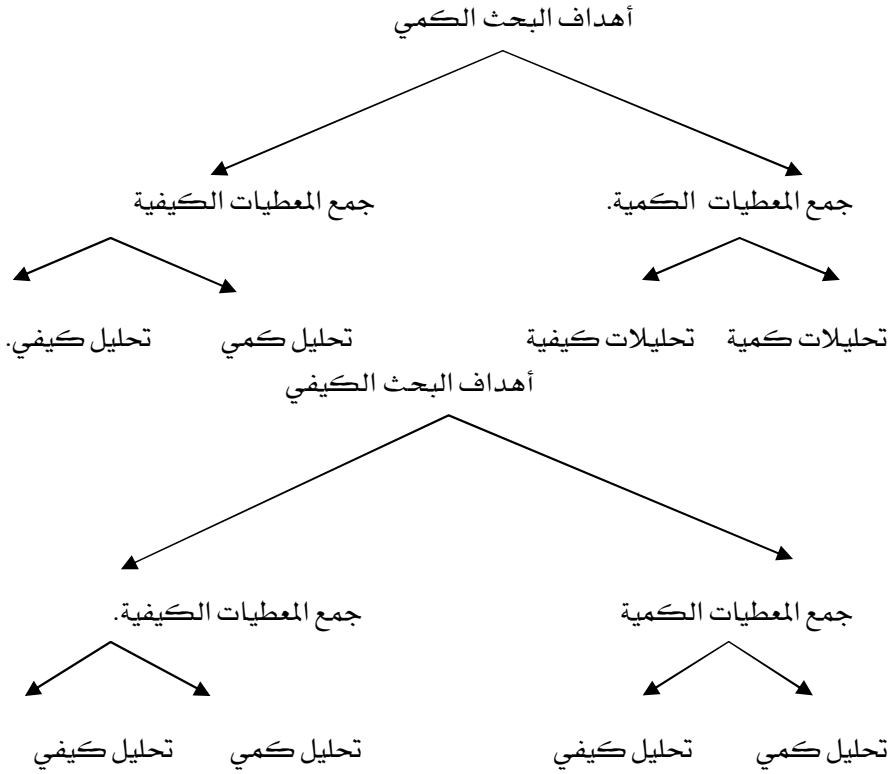 أهداف البحث الكمي
جمع المعطيات الكمية. جمع المعطيات الكيفية
تحليلات كمية تحليلات كيفية تحليل كمي تحليل كيفي.
أهداف البحث الكيفي
جمع المعطيات الكمية جمع المعطيات الكيفية.
تحليل كمي تحليل كيفي تحليل كمي تحليل كيفي